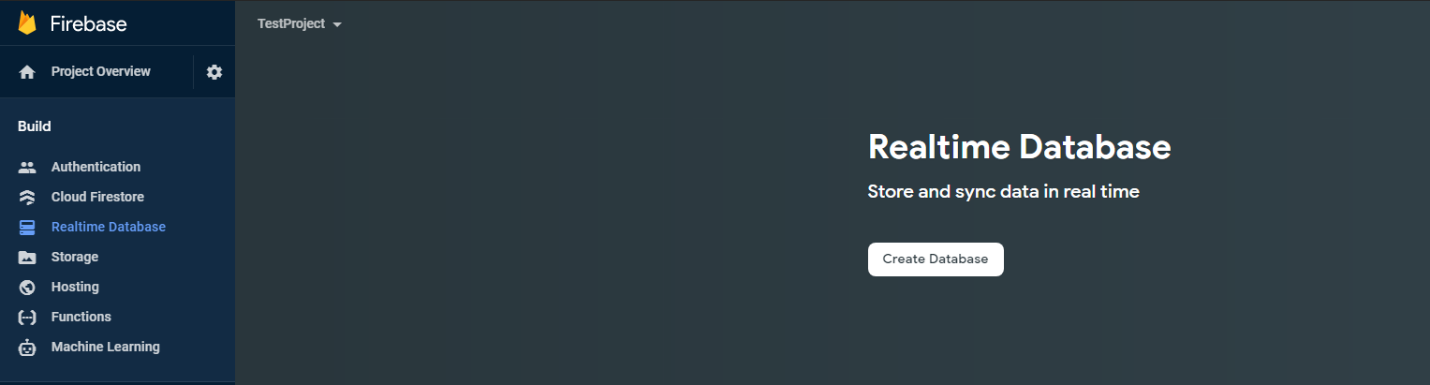 Firebase
TestProject
Project Overview
Build
Authentication
Cloud Firestore
Realtime Database
Storage
Hosting
Functions
Machine Learning
Realtime Database
Store and sync data in real time
Create Database